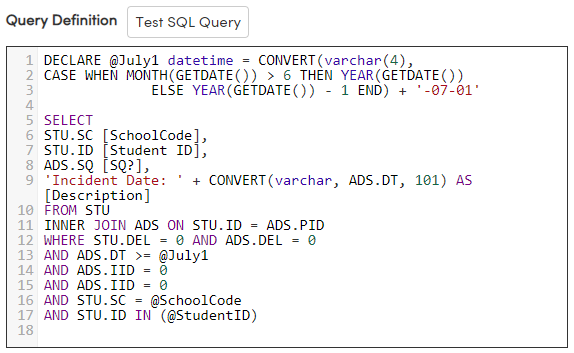 Query Definition Test SQL Query
1 DECLARE @July1 datetime = CONVERT(varchar(4),
2 CASE WHEN MONTH(GETDATE()) > 6 THEN YEAR(GETDATE())
3 ELSE YEAR(GETDATE()) - 1 END) + '-07-01'
4
5 SELECT
6 STU.SC [SchoolCode],
7 STU.ID [Student ID],
8 ADS.SQ [SQ?],
9 'Incident Date: ' + CONVERT(varchar, ADS.DT, 101) AS
[Description]
10 FROM STU
11 INNER JOIN ADS ON STU.ID = ADS.PID
12 WHERE STU.DEL = 0 AND ADS.DEL = 0
13 AND ADS.DT >= @July1
14 AND ADS.IID = 0
15 AND ADS.IID = 0
16 AND STU.SC = @SchoolCode
17 AND STU.ID IN (@StudentID)
18